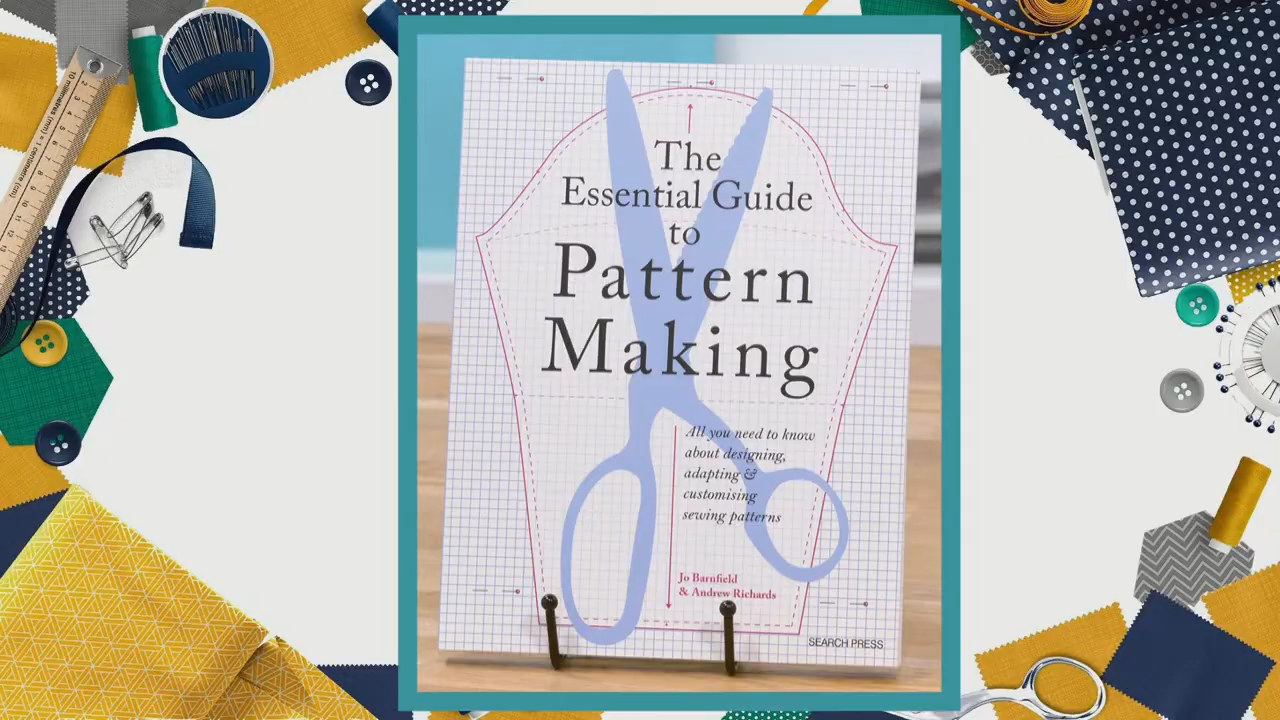 The
Essential Guide
to
Pattern
Making
All you need to know
about designing,
adapting &
customising
sewing patterns
Jo Barnfield
& Andrew Richards
SEARCH PRESS